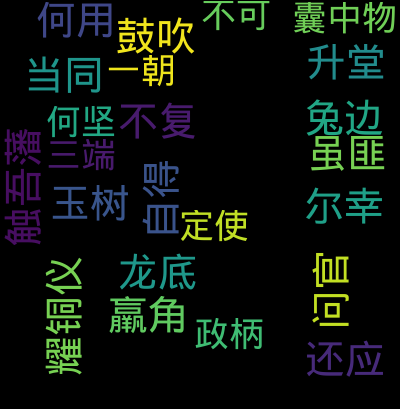 何用
鼓吹
不可
囊中物
当同
一朝
升堂
何坚
不复
兔边
虽匪
三端
触吾藩
玉树
自得
定使
尔幸
龙底
羸角
政柄
问官
耀铜仪
还应